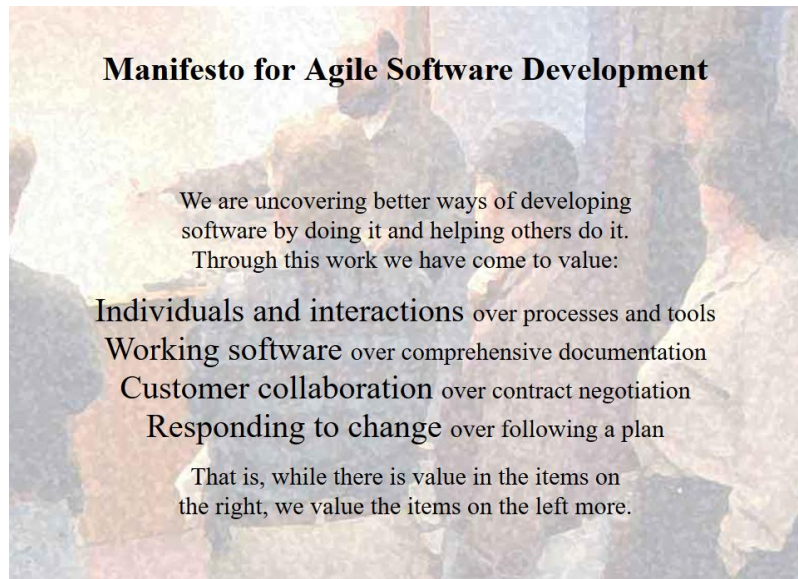 Manifesto for Agile Software Development
We are uncovering better ways of developing
software by doing it and helping others do it.
Through this work we have come to value:
Individuals and interactions over processes and tools
Working software over comprehensive documentation
Customer collaboration over contract negotiation
Responding to change over following a plan
That is, while there is value in the items on
the right, we value the items on the left more.